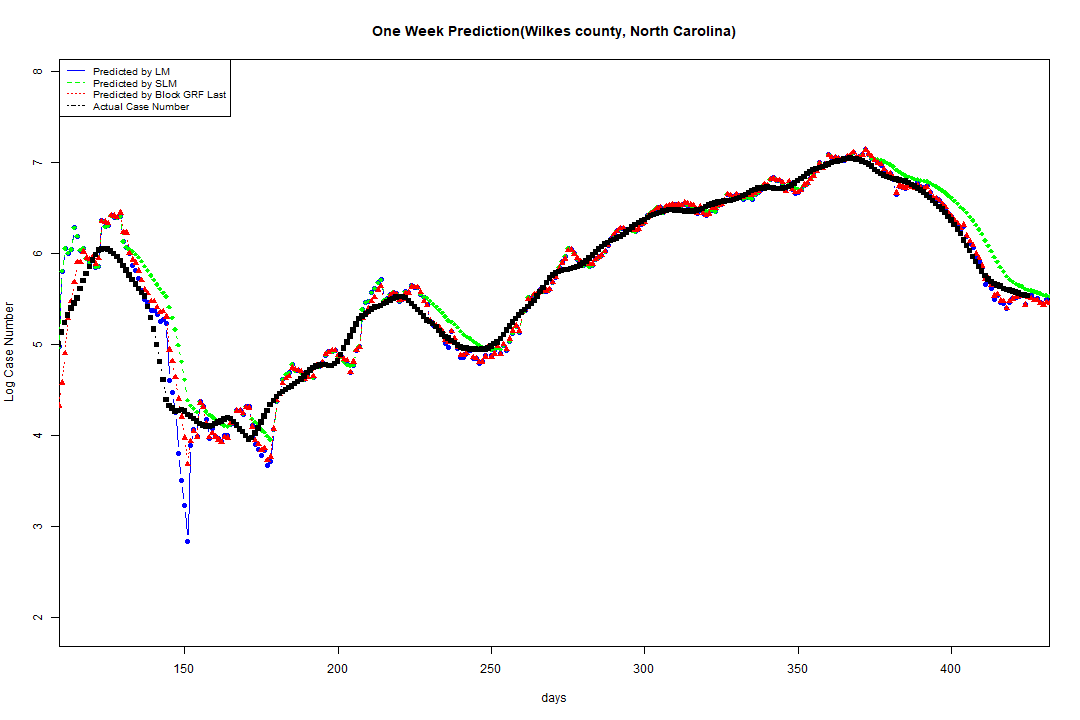 One Week Prediction(Wilkes county, North Carolina)
Predicted by LM
Predicted by SLM
Predicted by Block GRF Last
Actual Case Number
8
7
6
5
4
3
2
Log Case Number
150 200 250 300 350 400
days